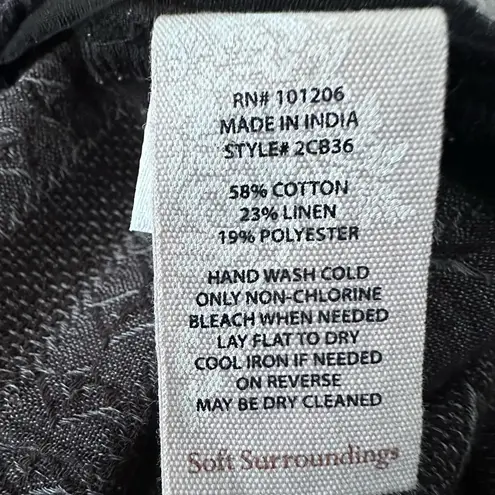 RN# 101206
MADE IN INDIA
STYLE# 2CB36
58% COTTON
23% LINEN
19% POLYESTER
HAND WASH COLD
ONLY NON-CHLORINE
BLEACH WHEN NEEDED
LAY FLAT TO DRY
COOL IRON IF NEEDED
ON REVERSE
MAY BE DRY CLEANED
Soft Surroundings